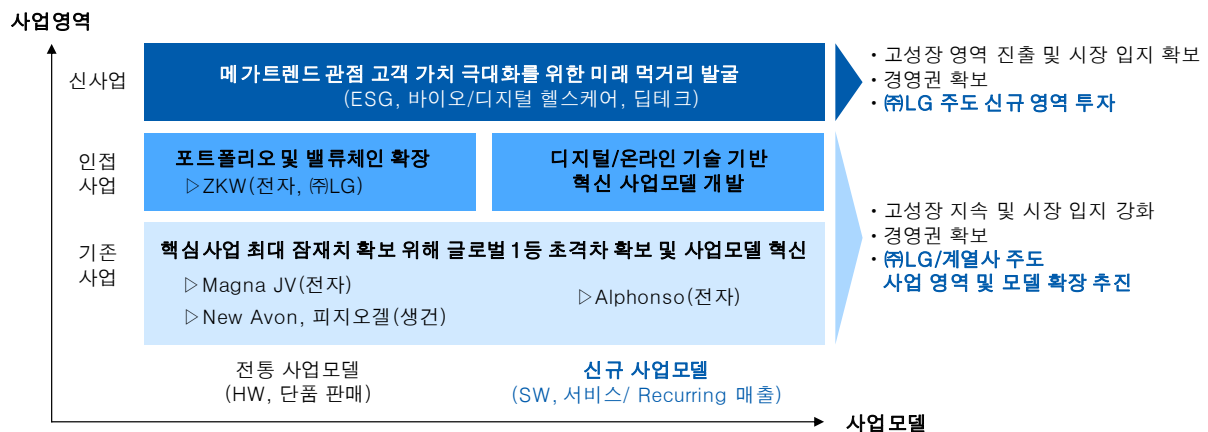 사업영역
신사업
메가트렌드 관점 고객 가치 극대화를 위한 미래 먹거리 발굴
(ESG, 바이오/디지털 헬스케어, 딥테크)
· 고성장 영역 진출 및 시장 입지 확보
· 경영권 확보
· ㈜LG 주도 신규 영역 투자
인접
사업
포트폴리오 및 밸류체인 확장
▷ZKW(전자, ㈜LG)
디지털/온라인 기술 기반
혁신 사업모델 개발
기존
사업
핵심사업 최대 잠재치 확보 위해 글로벌 1등 초격차 확보 및 사업모델 혁신
▷Magna JV(전자)
▷New Avon, 피지오겔(생건)
▷Alphonso(전자)
· 고성장 지속 및 시장 입지 강화
· 경영권 확보
· ㈜LG/계열사 주도
사업 영역 및 모델 확장 추진
전통 사업모델
(HW, 단품 판매)
신규 사업모델
(SW, 서비스/ Recurring 매출)
사업모델